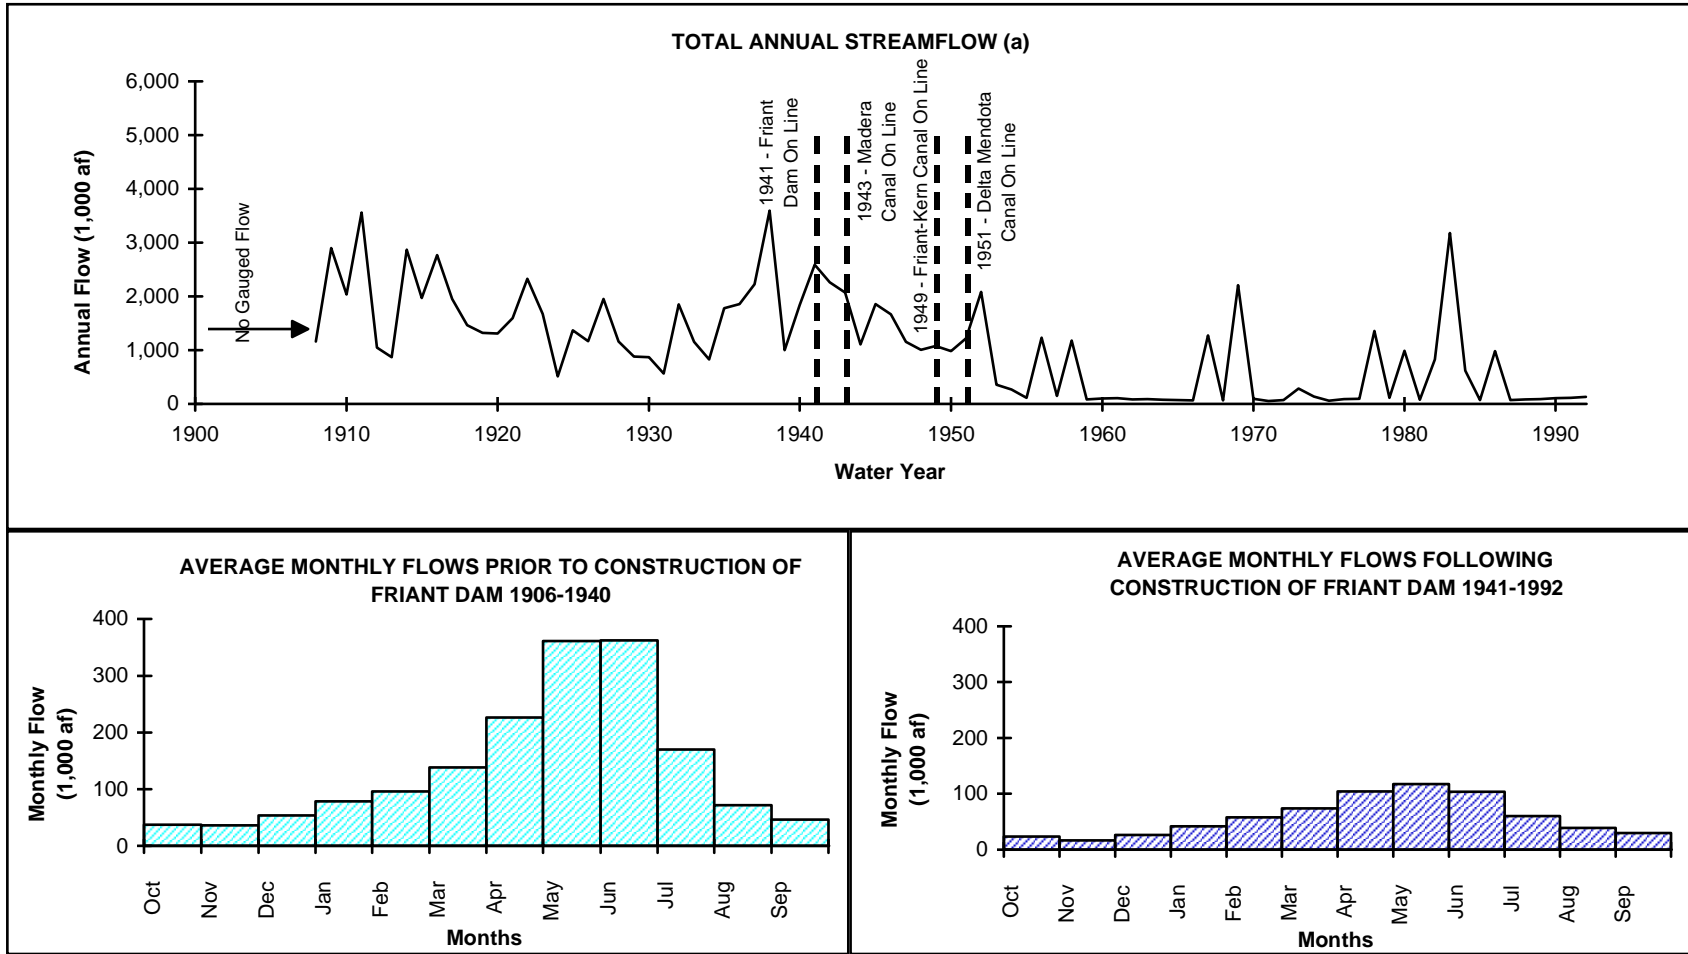 TOTAL ANNUAL STREAMFLOW (a)
6,000
5,000
4,000
3,000
2,000
1,000
0
Annual Flow (1,000 af)
No Gauged Flow
1941 - Friant
Dam On Line
1943 - Madera
Canal On Line
1949 - Friant-Kern Canal On Line
1951 - Delta Mendota
Canal On Line
1900 1910 1920 1930 1940 1950 1960 1970 1980 1990
Water Year
AVERAGE MONTHLY FLOWS PRIOR TO CONSTRUCTION OF
FRIANT DAM 1906-1940
400
300
200
100
0
Monthly Flow
(1,000 af)
Oct Nov Dec Jan Feb Mar Apr May Jun Jul Aug Sep
Months
AVERAGE MONTHLY FLOWS FOLLOWING
CONSTRUCTION OF FRIANT DAM 1941-1992
400
300
200
100
0
Monthly Flow
(1,000 af)
Oct Nov Dec Jan Feb Mar Apr May Jun Jul Aug Sep
Months